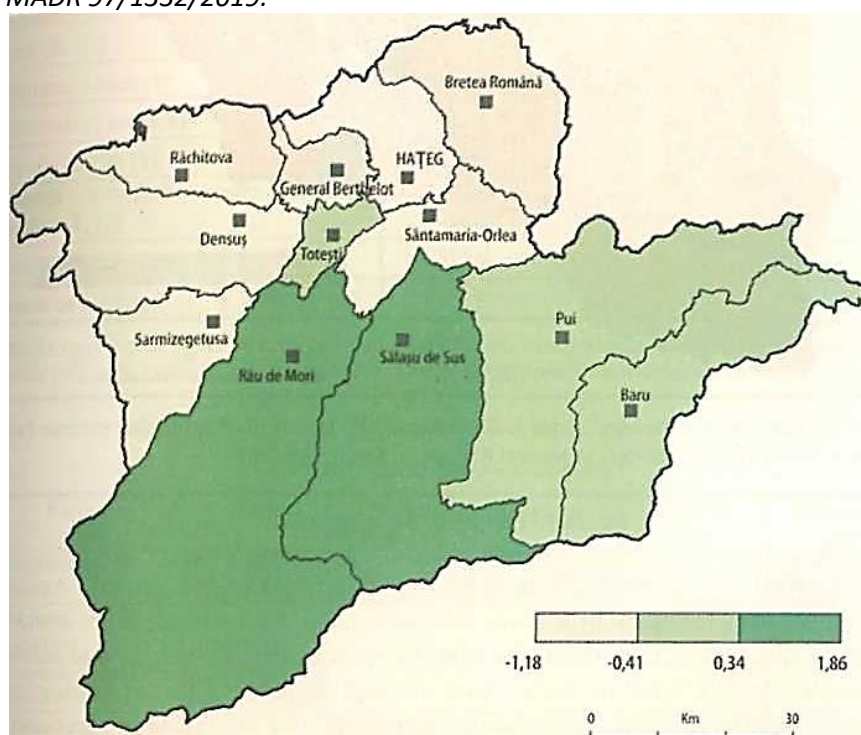 MADR 97/1332/2019.
Bretea Română
Răchitova
General Berthelot
HAȚEG
Densuș
Totești
Sântamaria-Orlea
Sarmizegetusa
Râu de Mori
Sălașu de Sus
Pui
Baru
-1,18 -0,41 0,34 1,86
0 Km 30